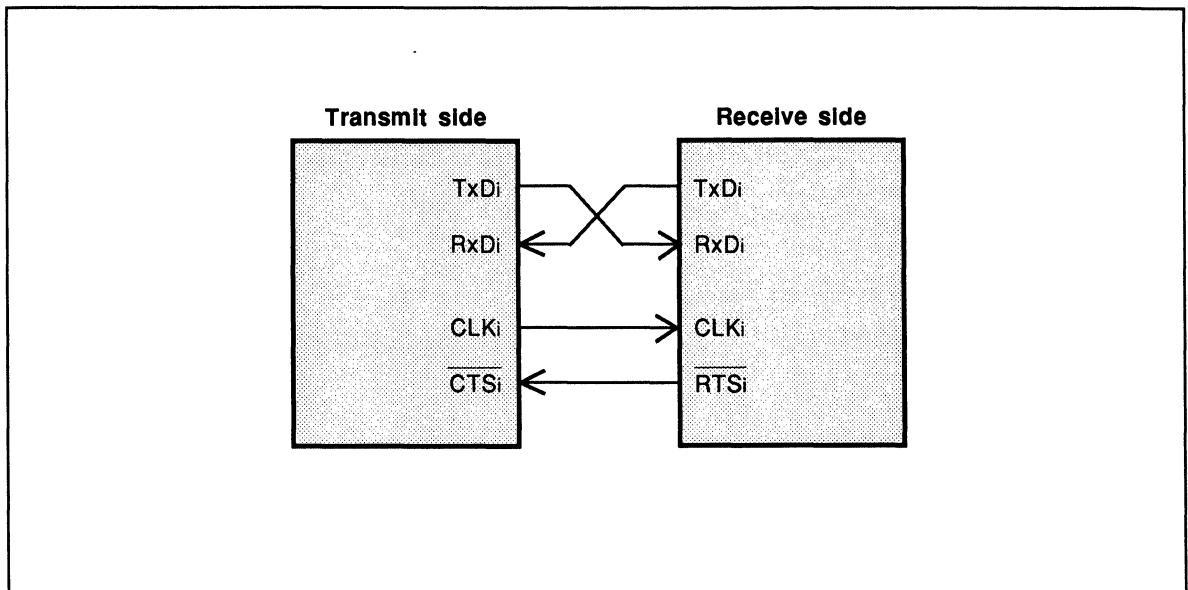 Transmit side
Receive side
TxDi
TxDi
RxDi
RxDi
CLKi
CLKi
CTSi
RTSi